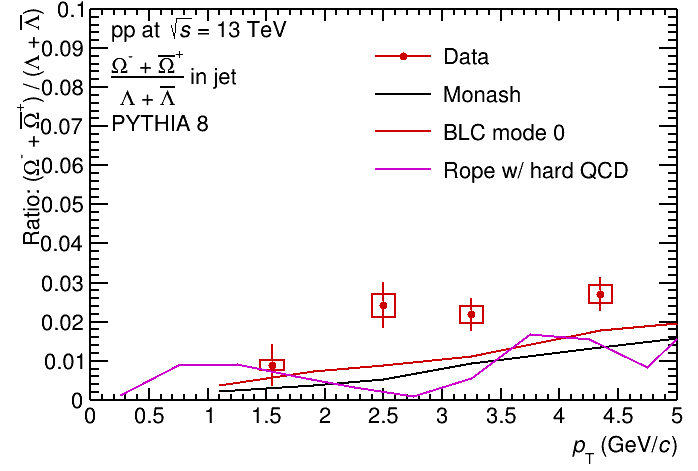 0.1
0.09
0.08
0.07
0.06
0.05
0.04
0.03
0.02
0.01
0
Ratio: (Ω⁻ + Ω̅⁺) / (Λ + Λ̅)
pp at √s = 13 TeV
Ω⁻ + Ω̅⁺
Λ + Λ̅
in jet
PYTHIA 8
Data
Monash
BLC mode 0
Rope w/ hard QCD
0 0.5 1 1.5 2 2.5 3 3.5 4 4.5 5
p_T (GeV/c)